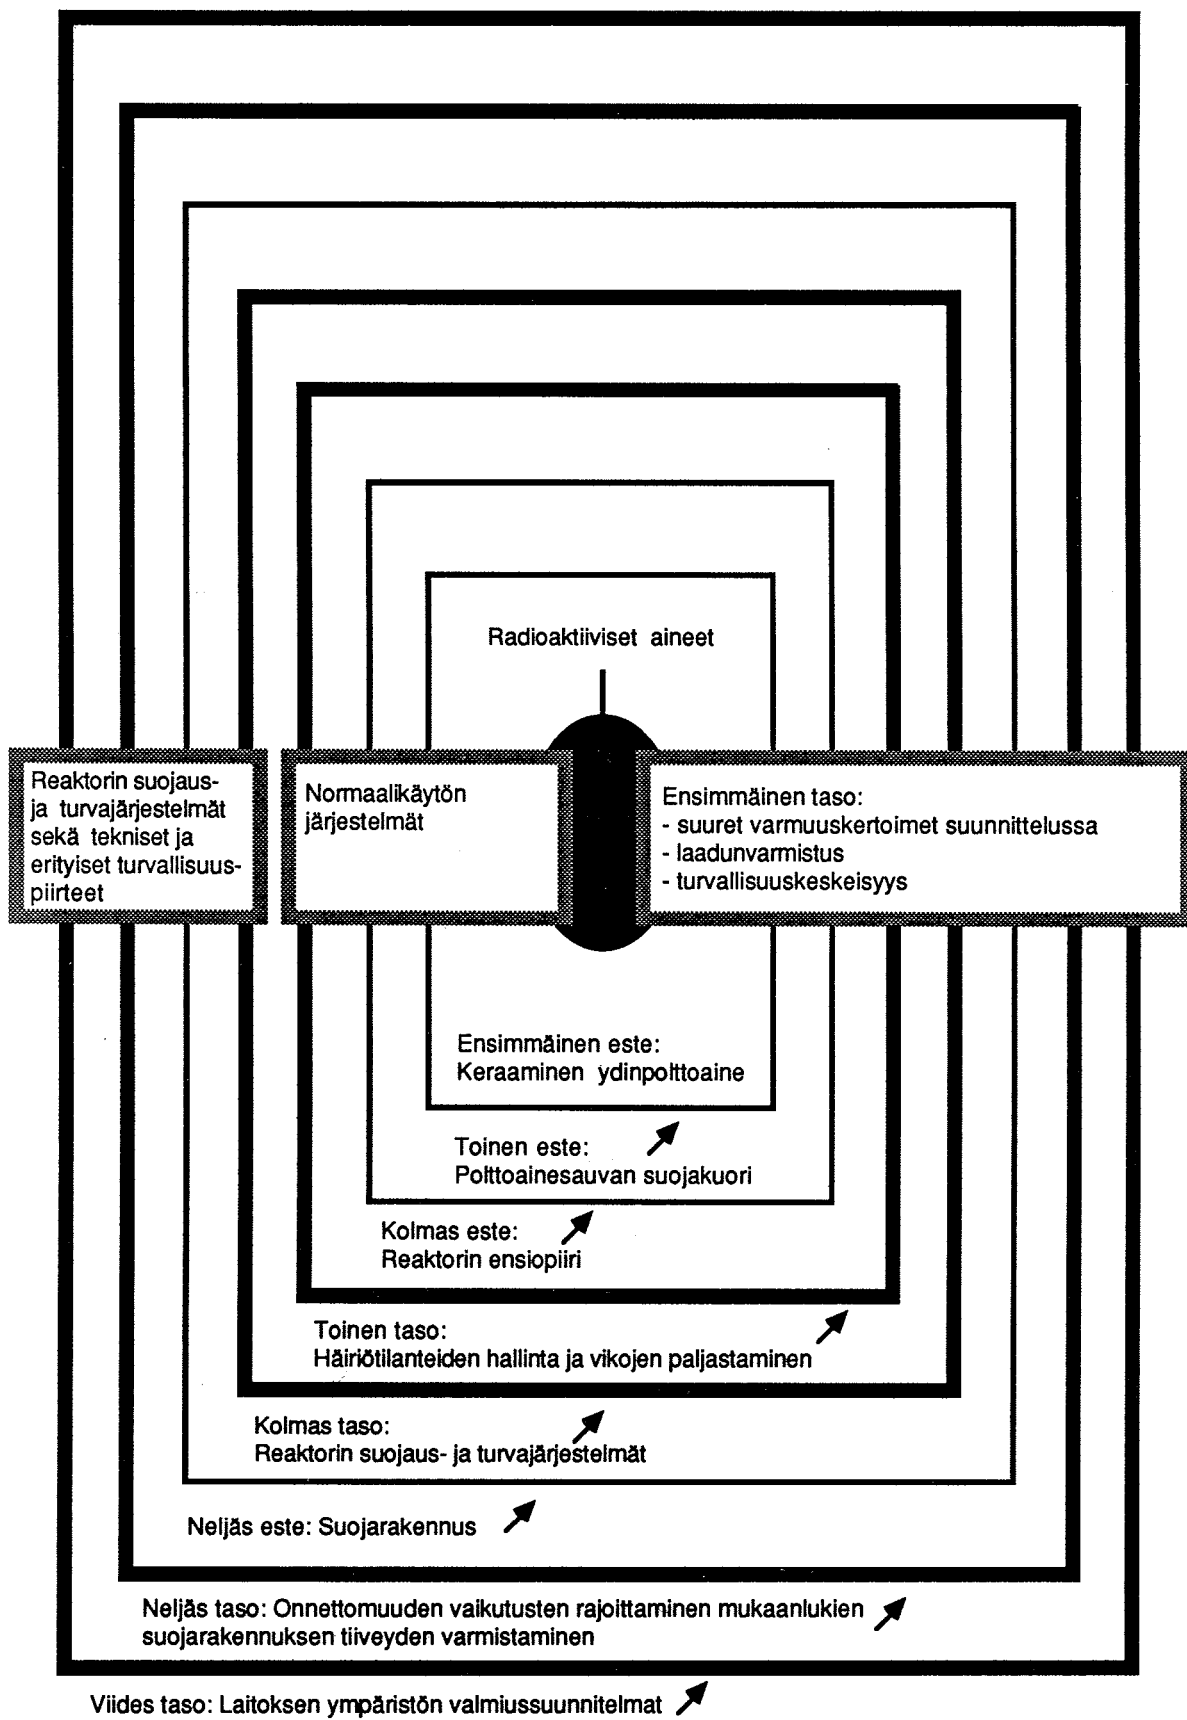 Radioaktiiviset aineet
Reaktorin suojaus-
ja turvajärjestelmät
sekä tekniset ja
erityiset turvallisuus-
piirteet
Normaalikäytön
järjestelmät
Ensimmäinen taso:
- suuret varmuuskertoimet suunnittelussa
- laadunvarmistus
- turvallisuuskeskeisyys
Ensimmäinen este:
Keraaminen ydinpolttoaine
Toinen este:
Polttoainesauvan suojakuori
Kolmas este:
Reaktorin ensiopiiri
Toinen taso:
Häiriötilanteiden hallinta ja vikojen paljastaminen
Kolmas taso:
Reaktorin suojaus- ja turvajärjestelmät
Neljäs este: Suojarakennus
Neljäs taso: Onnettomuuden vaikutusten rajoittaminen mukaanlukien
suojarakennuksen tiiveyden varmistaminen
Viides taso: Laitoksen ympäristön valmiussuunnitelmat